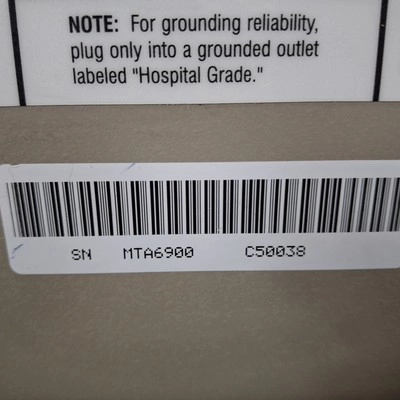 NOTE: For grounding reliability,
plug only into a grounded outlet
labeled "Hospital Grade."
SN MTA6900 C50038